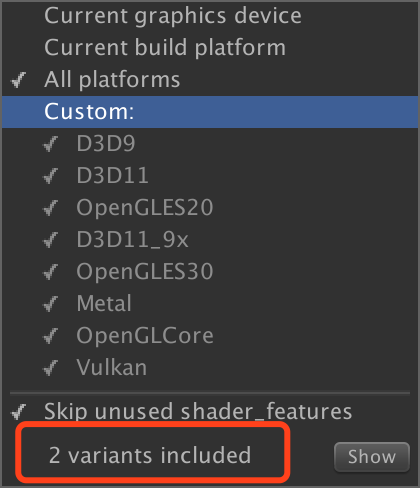 Current graphics device
Current build platform
All platforms
Custom:
D3D9
D3D11
OpenGLES20
D3D11_9x
OpenGLES30
Metal
OpenGLCore
Vulkan
Skip unused shader_features
2 variants included
Show